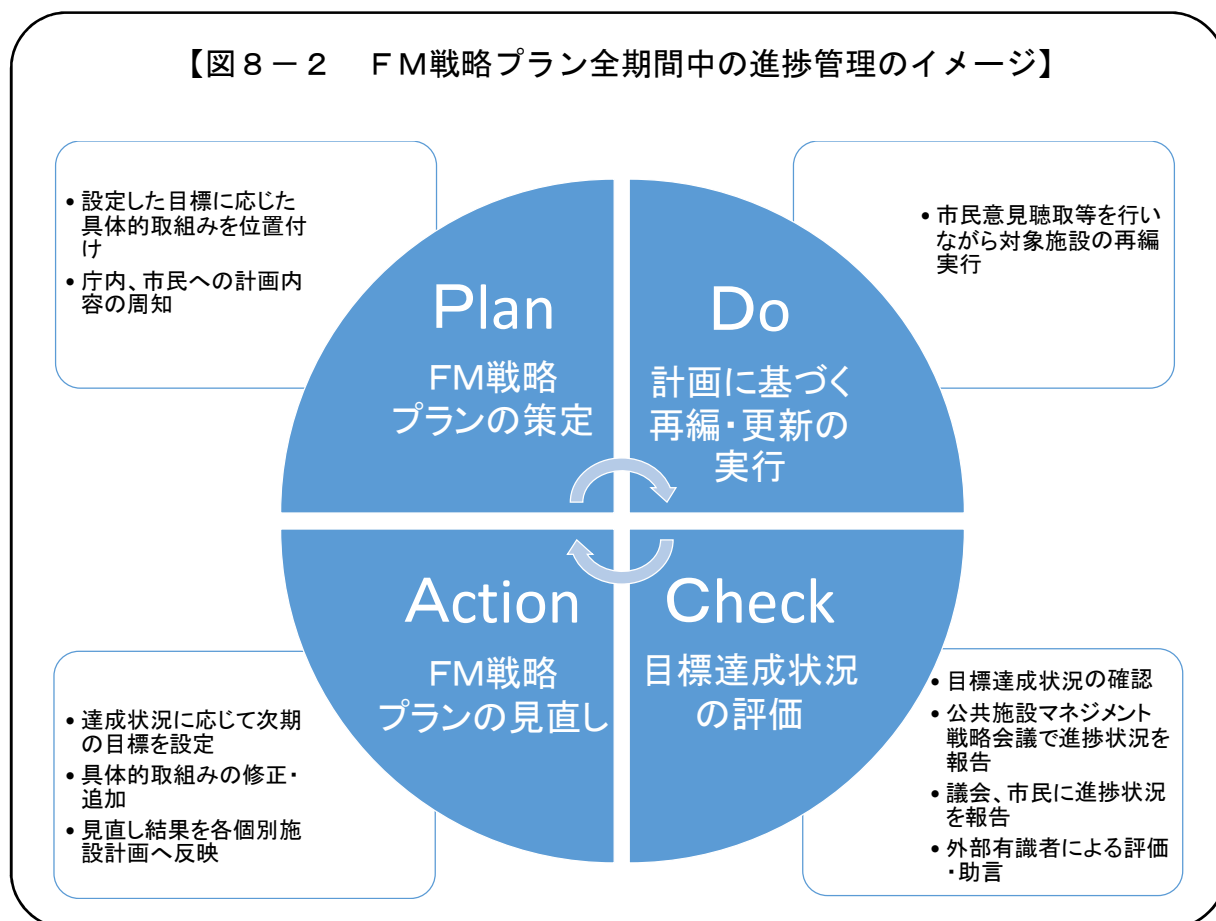 【図８－２　ＦＭ戦略プラン全期間中の進捗管理のイメージ】
• 設定した目標に応じた
具体的取組みを位置付
け
• 庁内、市民への計画内
容の周知
Plan
ＦＭ戦略
プランの策定
Do
計画に基づく
再編・更新の
実行
• 市民意見聴取等を行い
ながら対象施設の再編
実行
Action
ＦＭ戦略
プランの見直し
• 達成状況に応じて次期
の目標を設定
• 具体的取組みの修正・
追加
• 見直し結果を各個別施
設計画へ反映
Check
目標達成状況
の評価
• 目標達成状況の確認
• 公共施設マネジメント
戦略会議で進捗状況を
報告
• 議会、市民に進捗状況
を報告
• 外部有識者による評価
・助言